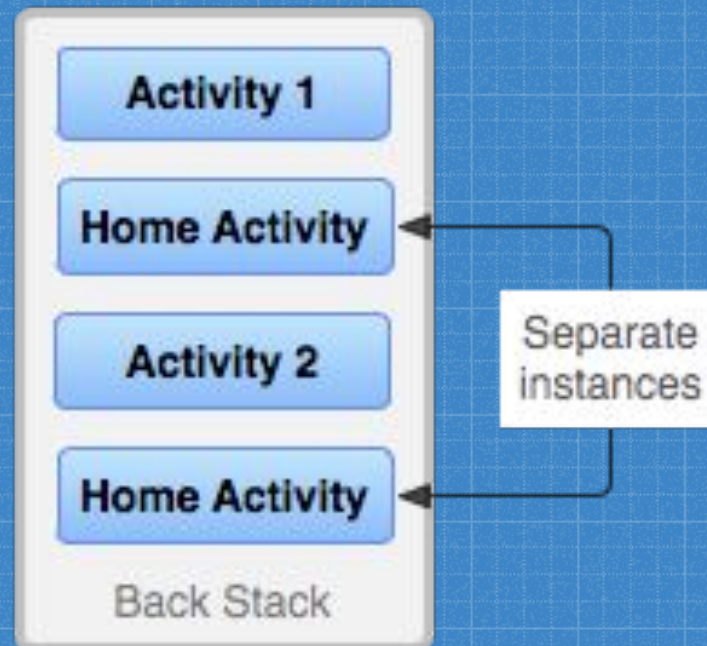 Activity 1
Home Activity
Activity 2
Home Activity
Back Stack
Separate
instances